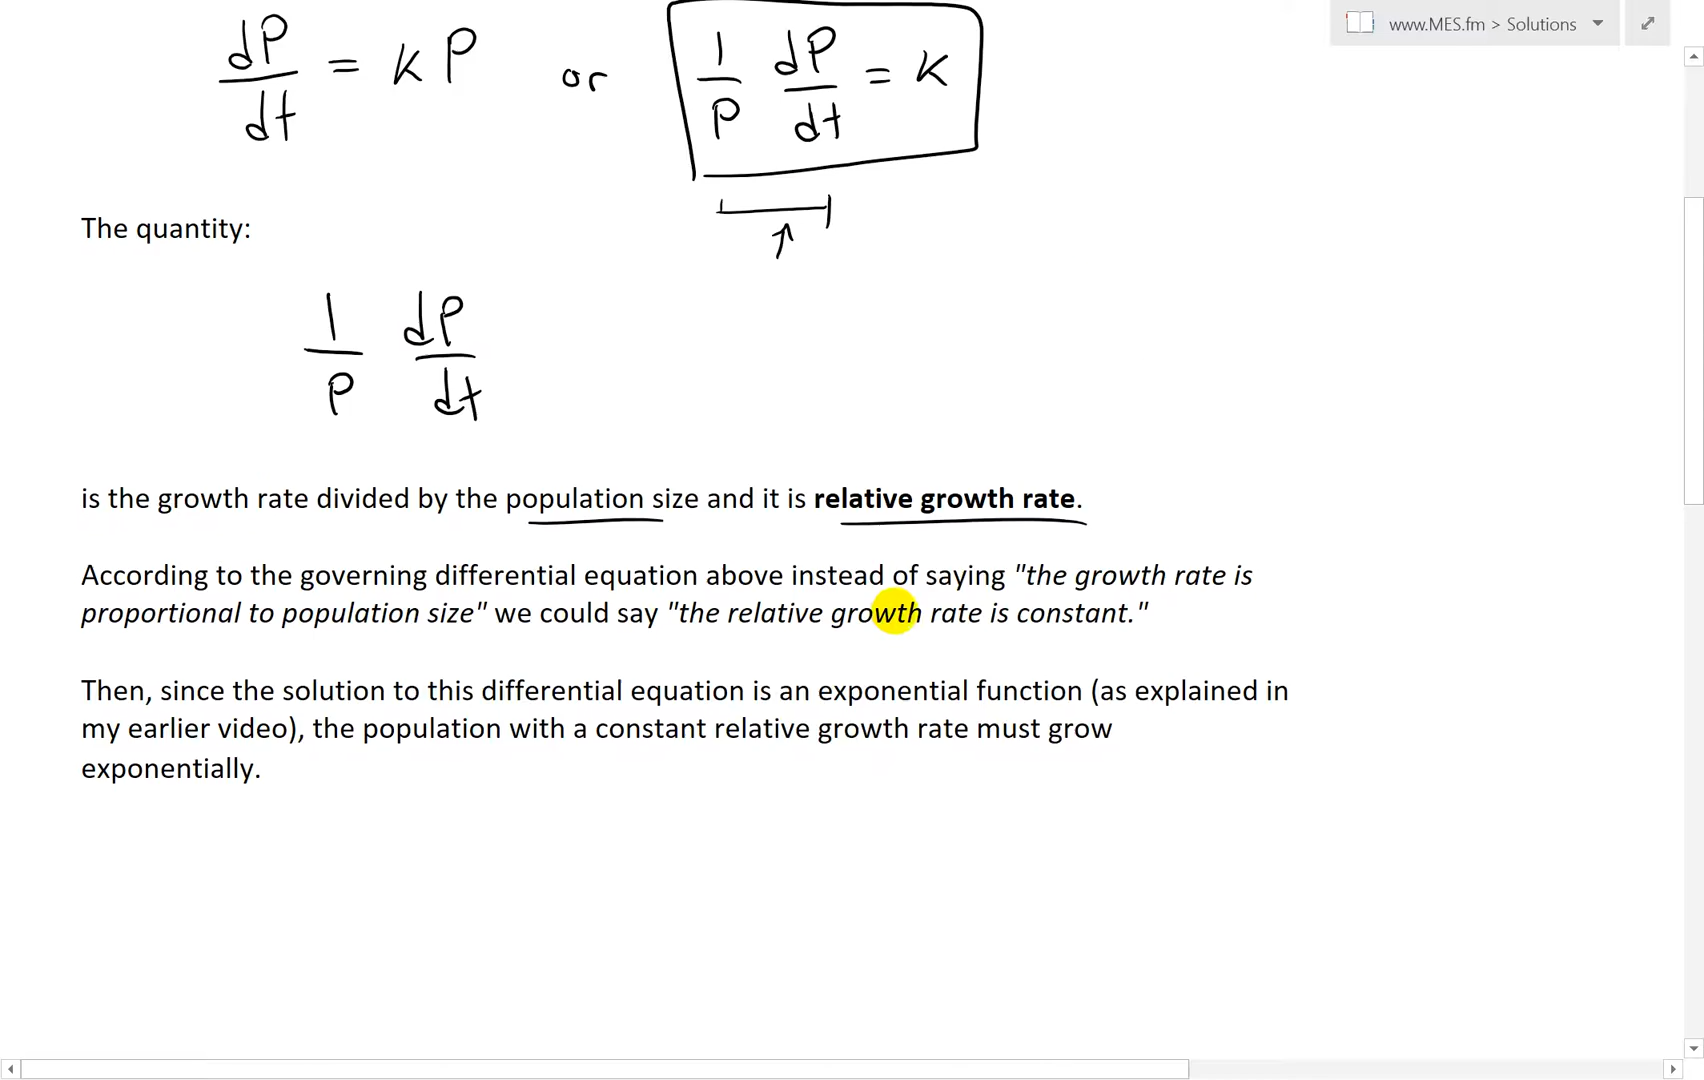 www.MES.fm > Solutions
dP/dt = k P or 1/P dP/dt = k
The quantity:
1/P dP/dt
is the growth rate divided by the population size and it is relative growth rate.
According to the governing differential equation above instead of saying "the growth rate is
proportional to population size" we could say "the relative growth rate is constant."
Then, since the solution to this differential equation is an exponential function (as explained in
my earlier video), the population with a constant relative growth rate must grow
exponentially.